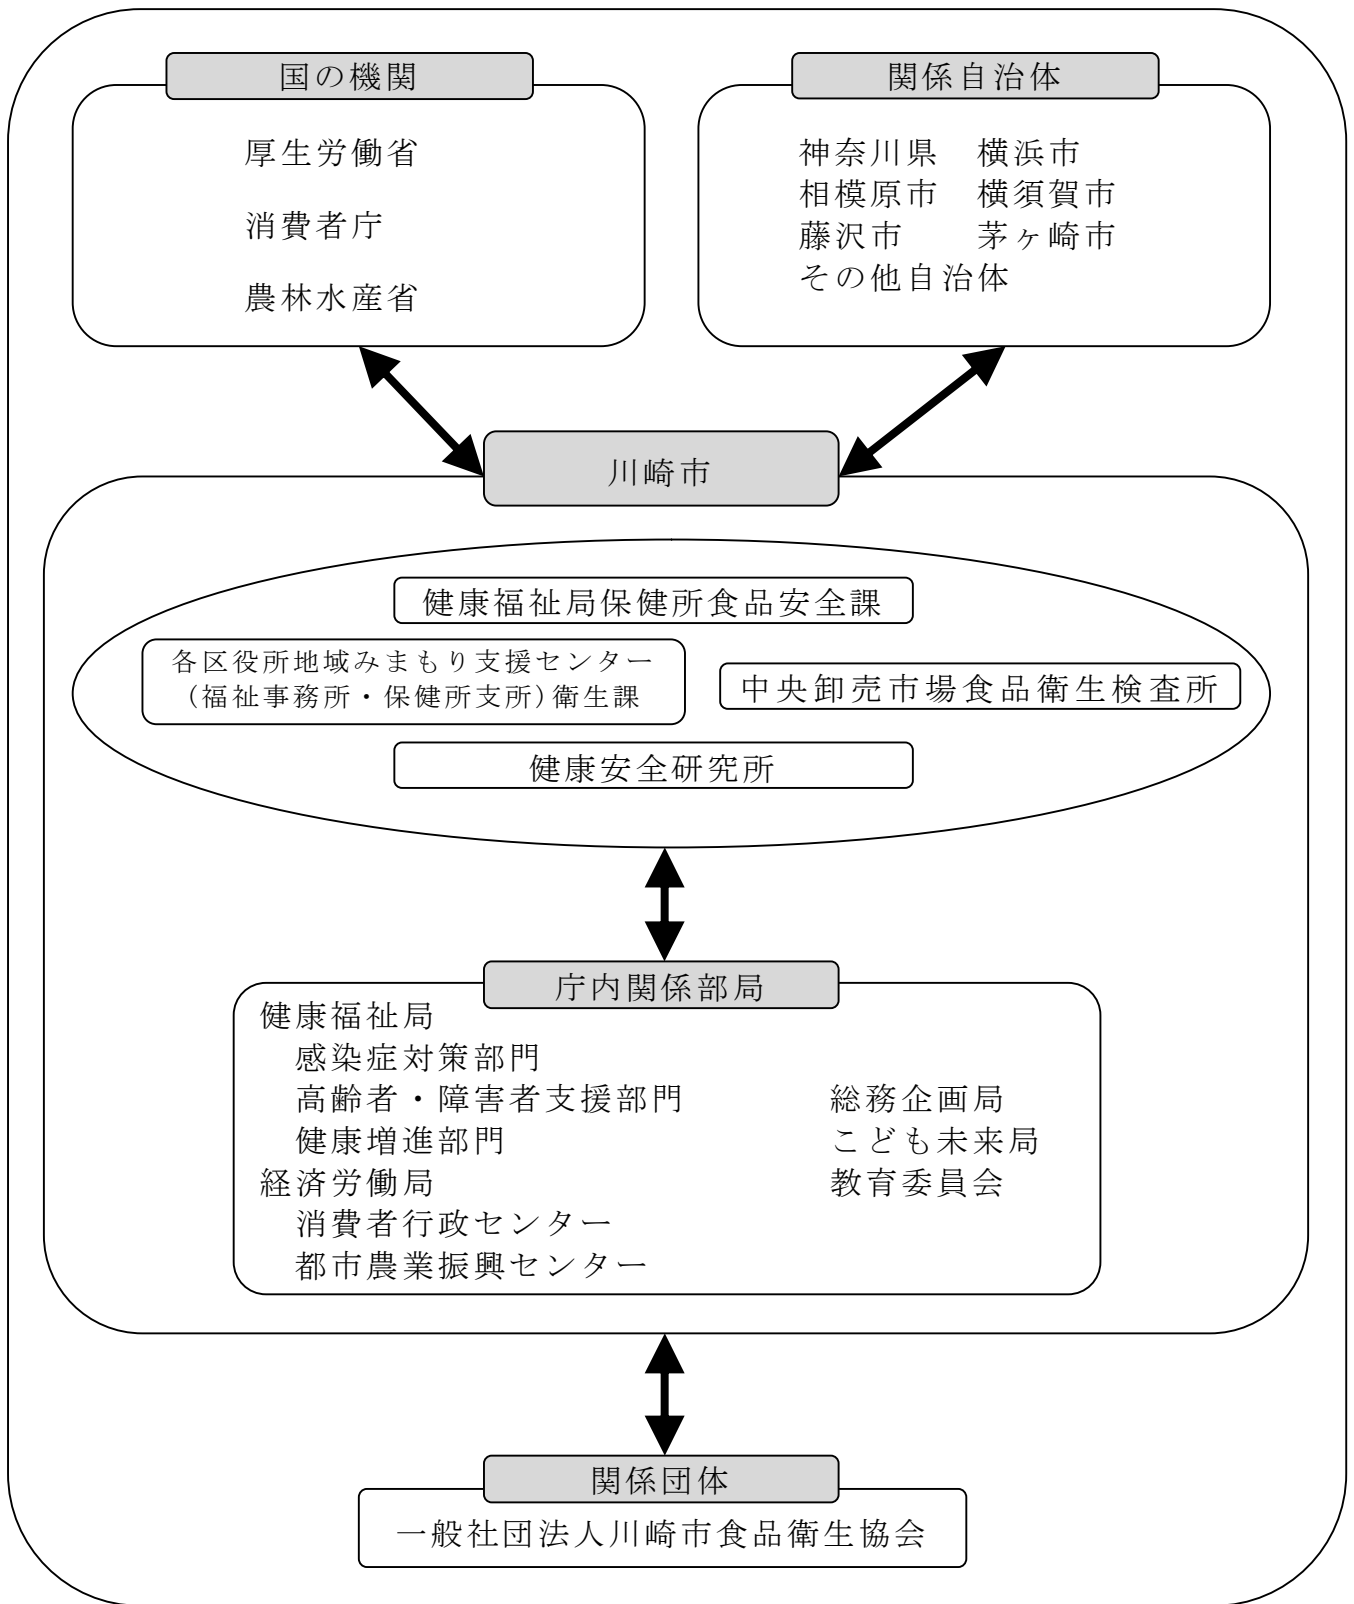 国の機関
厚生労働省
消費者庁
農林水産省
関係自治体
神奈川県　横浜市
相模原市　横須賀市
藤沢市　　茅ヶ崎市
その他自治体
川崎市
健康福祉局保健所食品安全課
各区役所地域みまもり支援センター
(福祉事務所・保健所支所)衛生課
中央卸売市場食品衛生検査所
健康安全研究所
庁内関係部局
健康福祉局
感染症対策部門
高齢者・障害者支援部門
健康増進部門
経済労働局
消費者行政センター
都市農業振興センター
総務企画局
こども未来局
教育委員会
関係団体
一般社団法人川崎市食品衛生協会